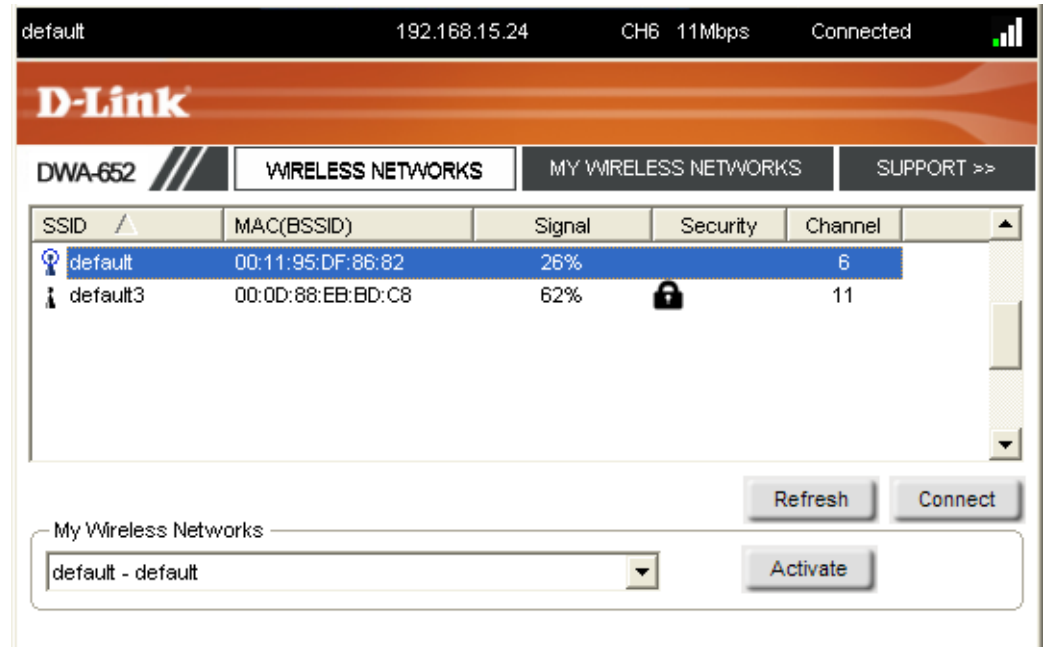 default 192.168.15.24 CH6 11Mbps Connected
D-Link
DWA-652 WIRELESS NETWORKS MY WIRELESS NETWORKS SUPPORT >>
SSID MAC(BSSID) Signal Security Channel
default 00:11:95:DF:86:82 26% 6
default3 00:0D:88:EB:BD:C8 62% 11
Refresh Connect
My Wireless Networks
default - default Activate